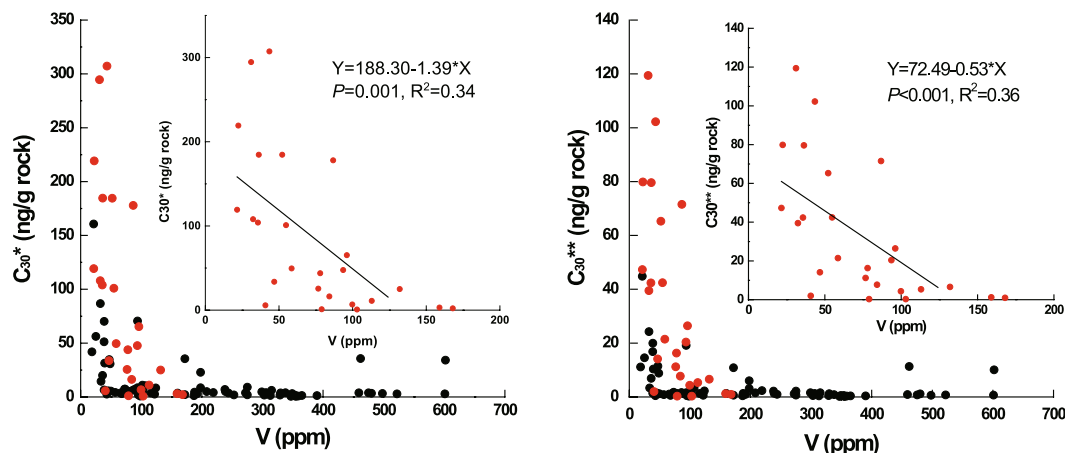 C₃₀* (ng/g rock)
350
300
250
200
150
100
50
0
C30* (ng/g rock)
300
200
100
0
Y=188.30-1.39*X
P=0.001, R²=0.34
0 50 100 150 200
V (ppm)
0 100 200 300 400 500 600 700
V (ppm)
C₃₀** (ng/g rock)
140
120
100
80
60
40
20
0
C30** (ng/g rock)
140
120
100
80
60
40
20
0
Y=72.49-0.53*X
P<0.001, R²=0.36
0 50 100 150 200
V (ppm)
0 100 200 300 400 500 600 700
V (ppm)